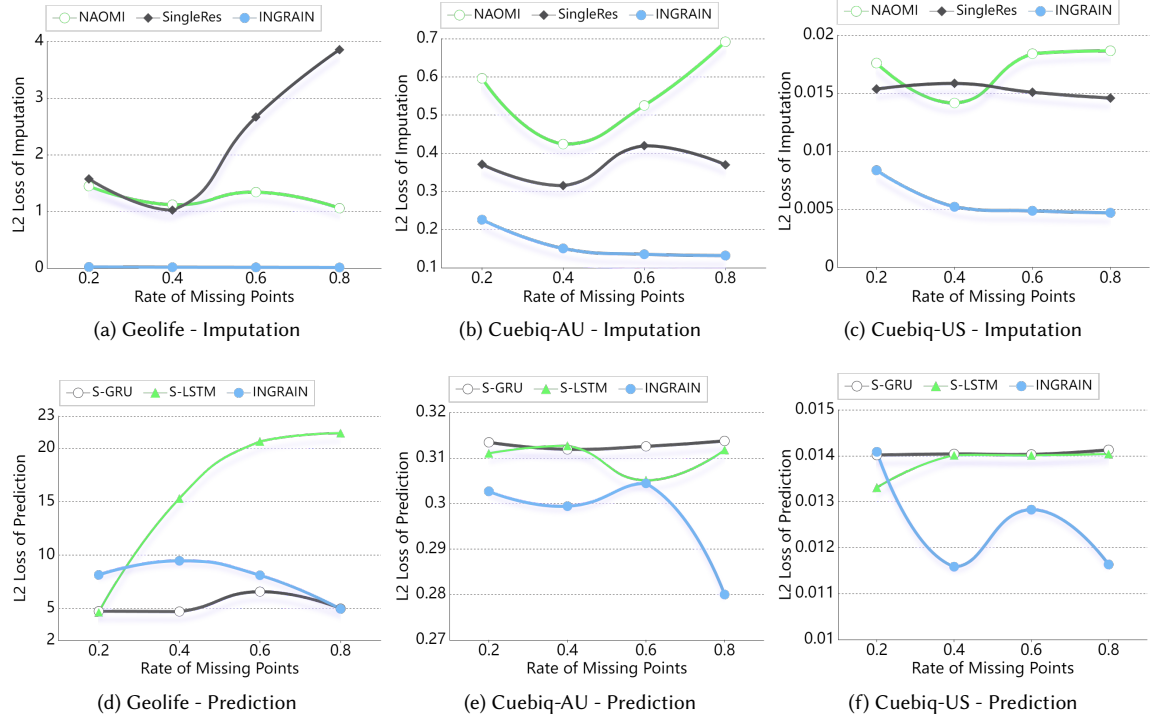 NAOMI SingleRes INGRAIN
4
3
2
1
0
L2 Loss of Imputation
0.2 0.4 0.6 0.8
Rate of Missing Points
(a) Geolife - Imputation
NAOMI SingleRes INGRAIN
0.7
0.6
0.5
0.4
0.3
0.2
0.1
L2 Loss of Imputation
0.2 0.4 0.6 0.8
Rate of Missing Points
(b) Cuebiq-AU - Imputation
NAOMI SingleRes INGRAIN
0.02
0.015
0.01
0.005
0
L2 Loss of Imputation
0.2 0.4 0.6 0.8
Rate of Missing Points
(c) Cuebiq-US - Imputation
S-GRU S-LSTM INGRAIN
23
20
15
10
5
2
L2 Loss of Prediction
0.2 0.4 0.6 0.8
Rate of Missing Points
(d) Geolife - Prediction
S-GRU S-LSTM INGRAIN
0.32
0.31
0.3
0.29
0.28
0.27
L2 Loss of Prediction
0.2 0.4 0.6 0.8
Rate of Missing Points
(e) Cuebiq-AU - Prediction
S-GRU S-LSTM INGRAIN
0.015
0.014
0.013
0.012
0.011
0.01
L2 Loss of Prediction
0.2 0.4 0.6 0.8
Rate of Missing Points
(f) Cuebiq-US - Prediction